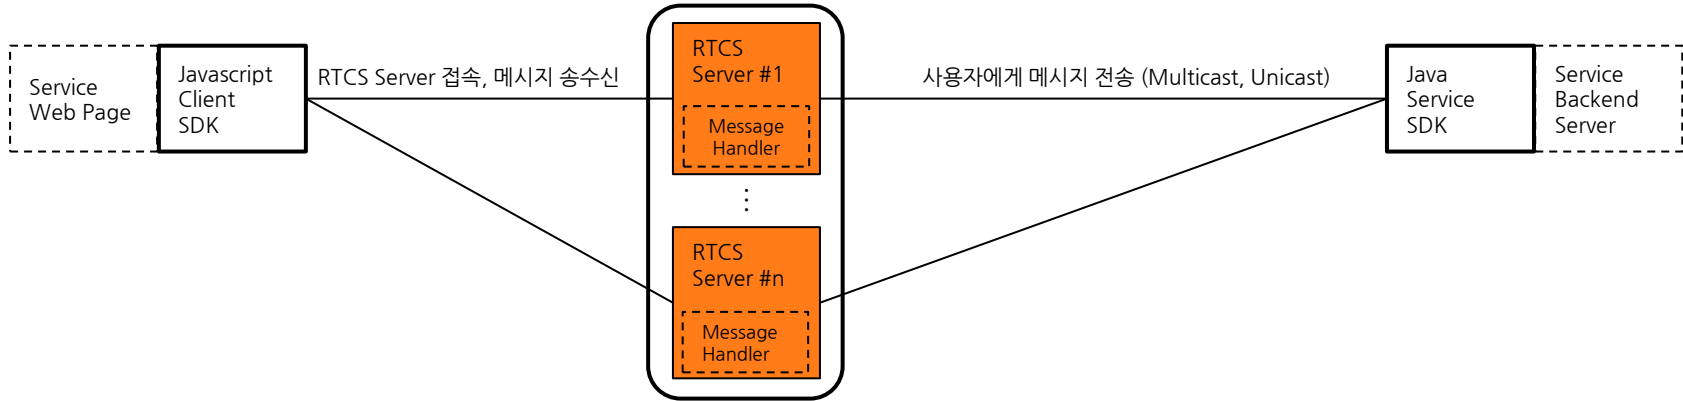 Service
Web Page
Javascript
Client
SDK
RTCS Server 접속, 메시지 송수신
RTCS
Server #1
Message
Handler
⋮
RTCS
Server #n
Message
Handler
사용자에게 메시지 전송 (Multicast, Unicast)
Java
Service
SDK
Service
Backend
Server